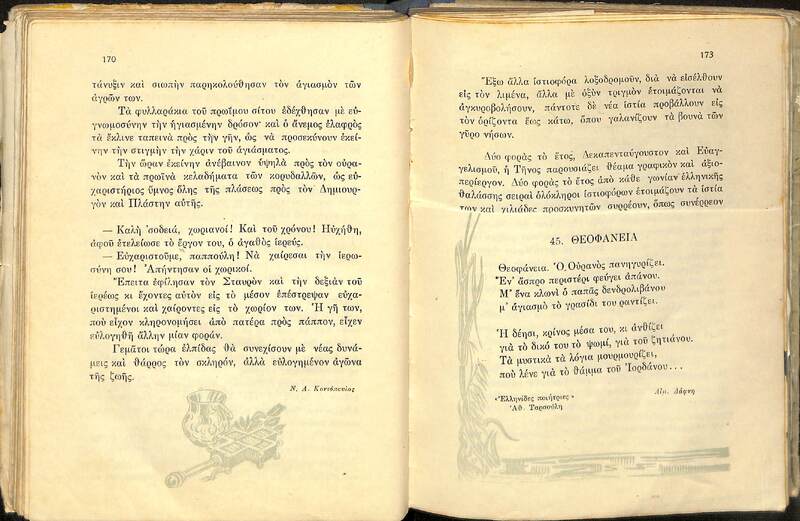 170
τάνυξιν καὶ σιωπὴν παρηκολούθησαν τὸν ἁγιασμὸν τῶν
ἀγρῶν των.
Τὰ φυλλαράκια τοῦ πρωΐμου σίτου ἐδέχθησαν μὲ εὐ-
γνωμοσύνην τὴν ἡγιασμένην δρόσον· καὶ ὁ ἄνεμος ἐλαφρὸς
τὰ ἔκλινε ταπεινὰ πρὸς τὴν γῆν, ὡς νὰ προσεκύνουν ἐκεί-
νην τὴν στιγμὴν τὴν χάριν τοῦ ἁγιάσματος.
Τὴν ὥραν ἐκείνην ἀνέβαινον ὑψηλὰ πρὸς τὸν οὐρα-
νὸν καὶ τὰ πρωϊνὰ κελαδήματα τῶν κορυδαλλῶν, ὡς εὐ-
χαριστήριος ὕμνος ὅλης τῆς πλάσεως πρὸς τὸν Δημιουρ-
γὸν καὶ Πλάστην αὐτῆς.
— Καλὴ ᾿σοδειά, χωριανοί! Καὶ τοῦ χρόνου! Ηὐχήθη,
ἀφοῦ ἐτελείωσε τὸ ἔργον του, ὁ ἀγαθὸς ἱερεύς.
— Εὐχαριστοῦμε, παππούλη! Νὰ χαίρεσαι τὴν ἱερω-
σύνη σου! Ἀπήντησαν οἱ χωρικοί.
Ἔπειτα ἐφίλησαν τὸν Σταυρὸν καὶ τὴν δεξιὰν τοῦ
ἱερέως κι ἔχοντες αὐτὸν εἰς τὸ μέσον ἐπέστρεψαν εὐχα-
ριστημένοι καὶ χαίροντες εἰς τὸ χωρίον των. Ἡ γῆ των,
ποὺ εἶχον κληρονομήσει ἀπὸ πατέρα πρὸς πάππον, εἶχεν
εὐλογηθῆ ἄλλην μίαν φοράν.
Γεμᾶτοι τώρα ἐλπίδας θὰ συνεχίσουν μὲ νέας δυνά-
μεις καὶ θάρρος τὸν σκληρόν, ἀλλὰ εὐλογημένον ἀγῶνα
τῆς ζωῆς.
Ν. Α. Κοντόπουλος
173
Ἔξω ἄλλα ἱστιοφόρα λοξοδρομοῦν, διὰ νὰ εἰσέλθουν
εἰς τὸν λιμένα, ἄλλα μὲ ὀξὺν τριγμὸν ἑτοιμάζονται νὰ
ἀγκυροβολήσουν, πάντοτε δὲ νέα ἱστία προβάλλουν εἰς
τὸν ὁρίζοντα ἕως κάτω, ὅπου γαλανίζουν τὰ βουνὰ τῶν
γύρο νήσων.
Δύο φορὰς τὸ ἔτος, Δεκαπενταύγουστον καὶ Εὐαγ-
γελισμοῦ, ἡ Τῆνος παρουσιάζει θέαμα γραφικὸν καὶ ἀξιο-
περίεργον. Δύο φορὰς τὸ ἔτος ἀπὸ κάθε γωνίαν ἑλληνικῆς
θαλάσσης σειραὶ ὁλόκληροι ἱστιοφόρων ἑτοιμάζουν τὰ ἱστία
των καὶ χιλιάδες προσκυνητῶν συρρέουν, ὅπως συνέρρεον
45. ΘΕΟΦΑΝΕΙΑ
Θεοφάνεια. Ὁ Οὐρανὸς πανηγυρίζει.
Ἕν᾿ ἄσπρο περιστέρι φεύγει ἀπάνου.
Μ᾿ ἕνα κλωνὶ ὁ παπᾶς δενδρολιβάνου
μ᾿ ἁγιασμὸ τὸ γρασίδι του ραντίζει.
Ἡ δέησι, κρίνος μέσα του, κι ἀνθίζει
γιὰ τὸ δικό του τὸ ψωμί, γιὰ τοῦ ζητιάνου.
Τὰ μυστικὰ τὰ λόγια μουρμουρίζει,
ποὺ λένε γιὰ τὸ θάμμα τοῦ Ἰορδάνου...
Αἰμ. Δάφνη
«Ἑλληνίδες ποιήτριες»
Ἀθ. Ταρσούλη